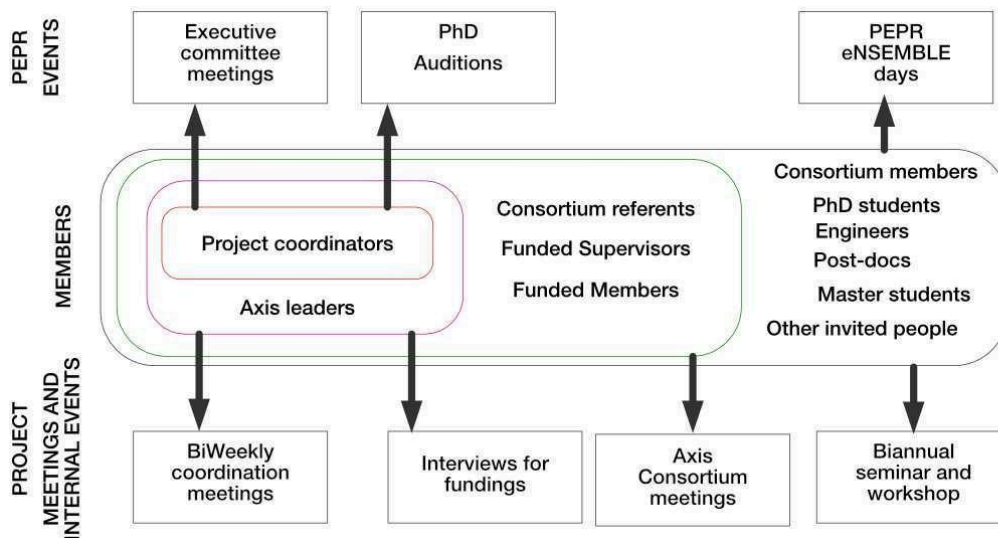 PEPR
EVENTS
Executive
committee
meetings
PhD
Auditions
PEPR
eNSEMBLE
days
MEMBERS
Project coordinators
Axis leaders
Consortium referents
Funded Supervisors
Funded Members
Consortium members
PhD students
Engineers
Post-docs
Master students
Other invited people
PROJECT
MEETINGS AND
INTERNAL EVENTS
BiWeekly
coordination
meetings
Interviews for
fundings
Axis
Consortium
meetings
Biannual
seminar and
workshop